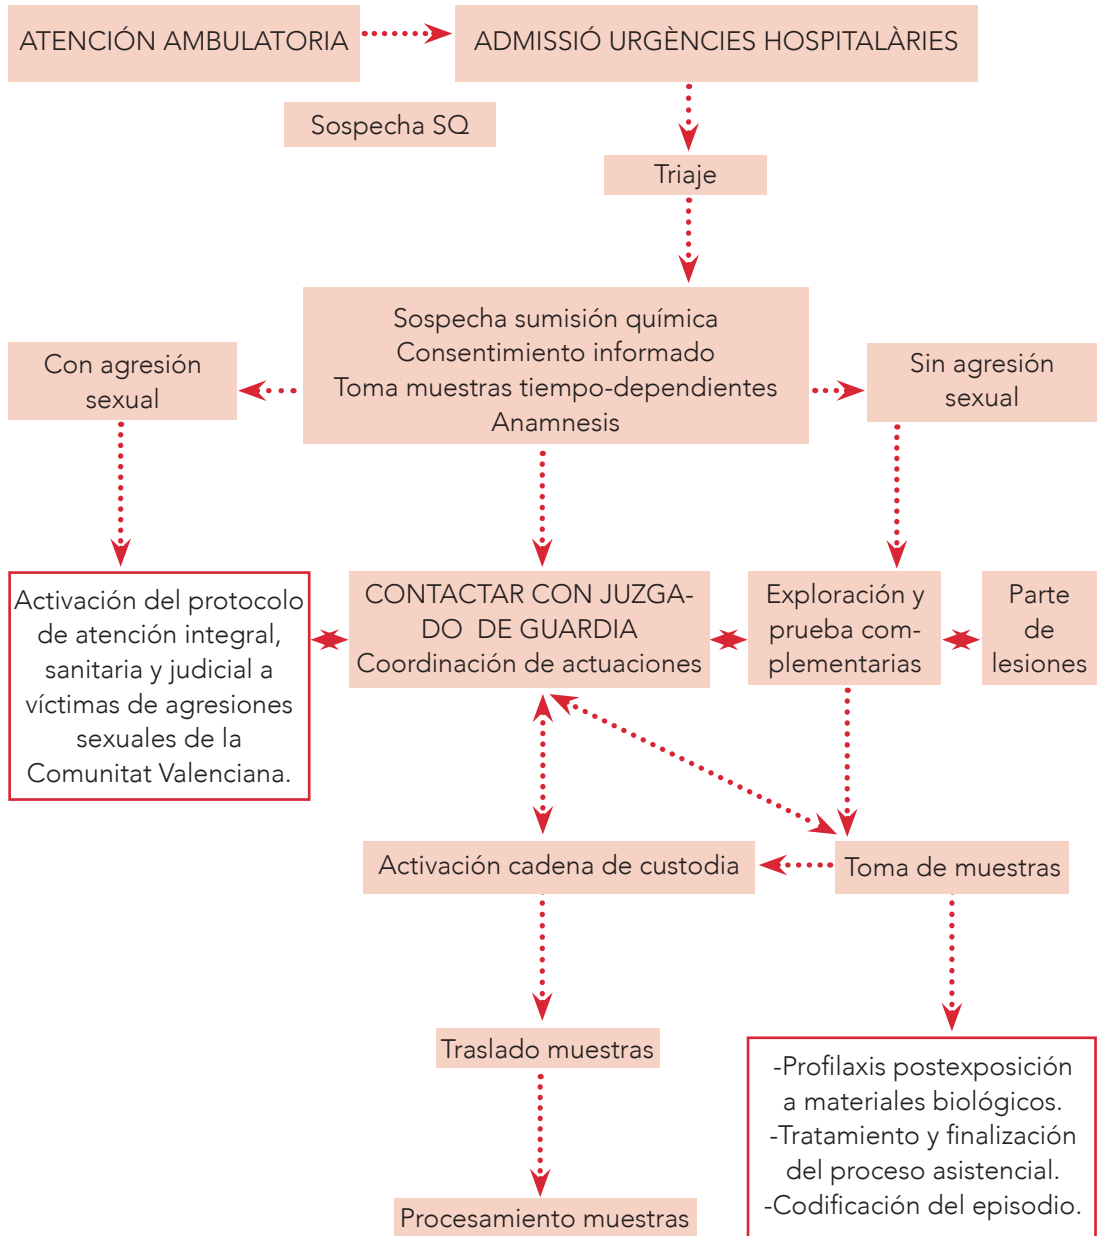 ATENCIÓN AMBULATORIA
ADMISSIÓ URGÈNCIES HOSPITALÀRIES
Sospecha SQ
Triaje
Sospecha sumisión química
Consentimiento informado
Toma muestras tiempo-dependientes
Anamnesis
Con agresión
sexual
Sin agresión
sexual
Activación del protocolo
de atención integral,
sanitaria y judicial a
víctimas de agresiones
sexuales de la
Comunitat Valenciana.
CONTACTAR CON JUZGA-
DO DE GUARDIA
Coordinación de actuaciones
Exploración y
prueba com-
plementarias
Parte
de
lesiones
Activación cadena de custodia
Toma de muestras
Traslado muestras
-Profilaxis postexposición
a materiales biológicos.
-Tratamiento y finalización
del proceso asistencial.
-Codificación del episodio.
Procesamiento muestras